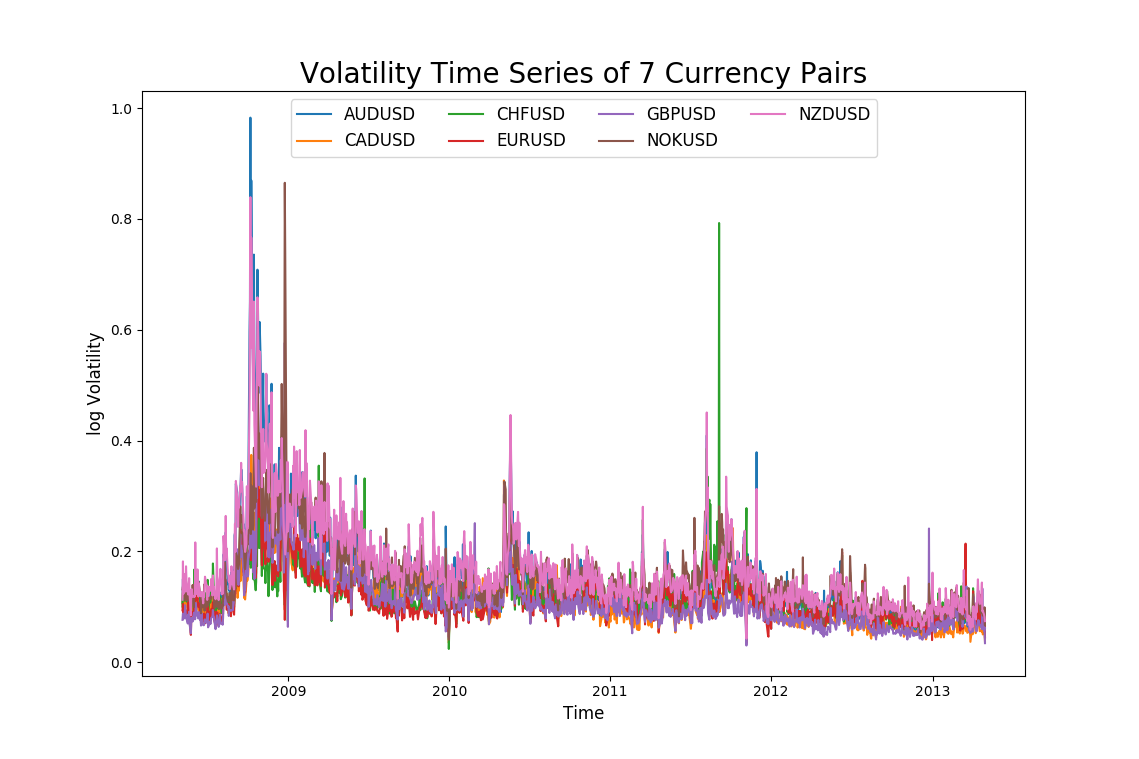 Volatility Time Series of 7 Currency Pairs
AUDUSD CHFUSD GBPUSD NZDUSD
CADUSD EURUSD NOKUSD
1.0
0.8
0.6
0.4
0.2
0.0
log Volatility
2009 2010 2011 2012 2013
Time